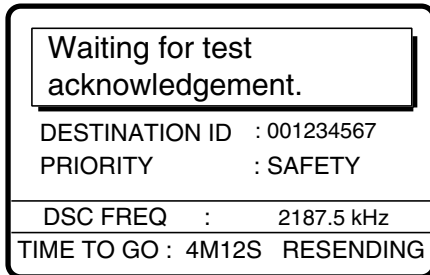 Waiting for test
acknowledgement.
DESTINATION ID : 001234567
PRIORITY : SAFETY
DSC FREQ : 2187.5 kHz
TIME TO GO : 4M12S RESENDING